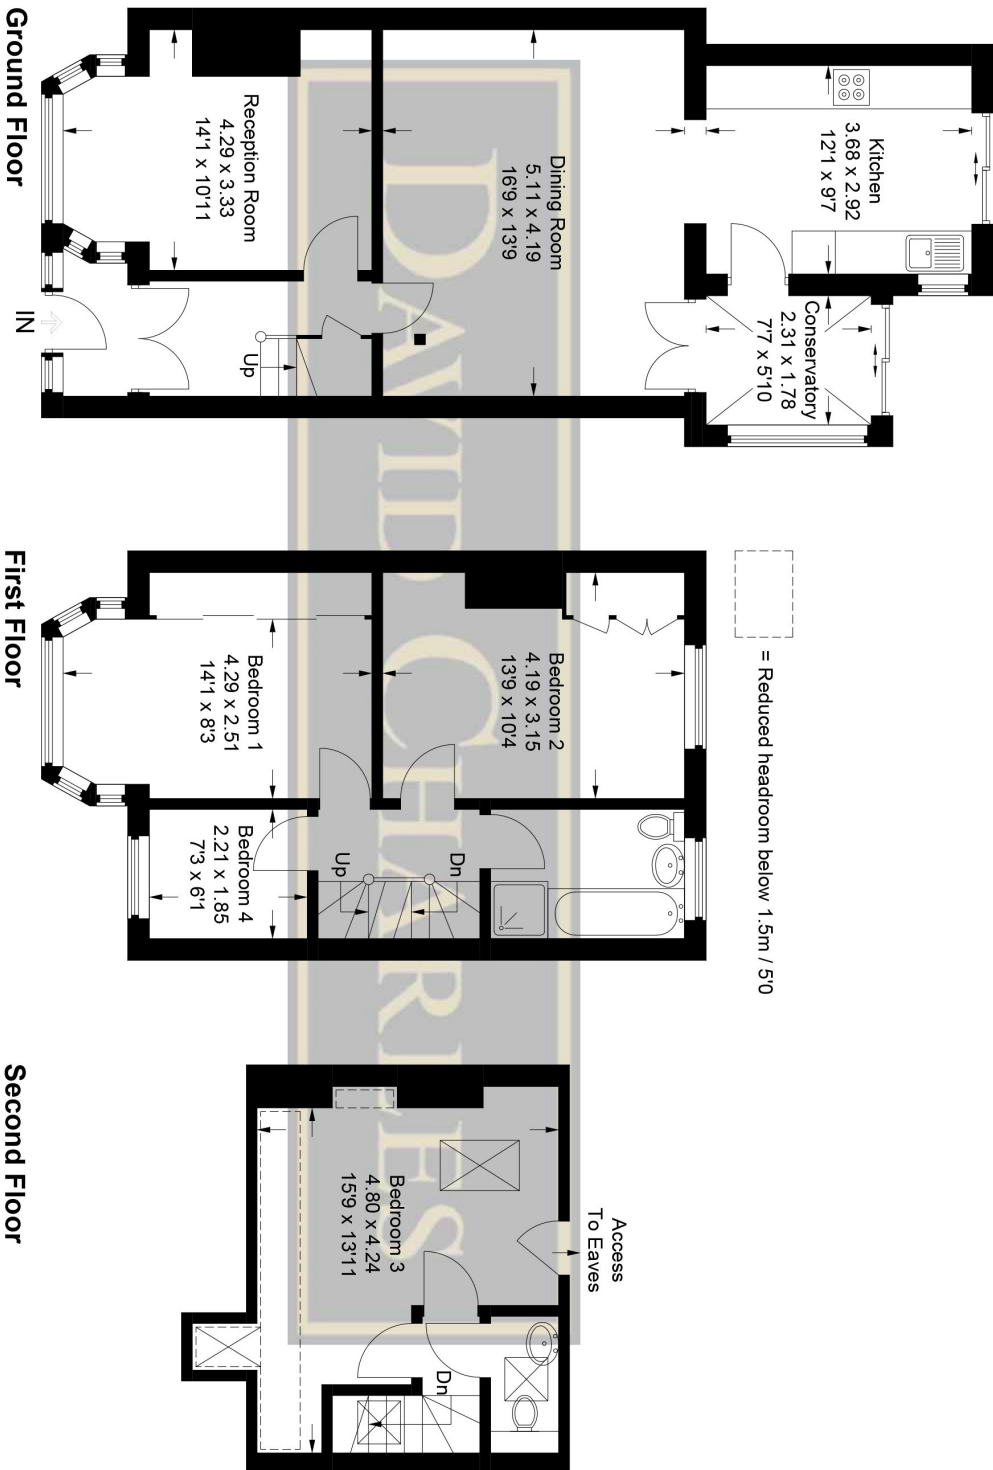 Kitchen
3.68 x 2.92
12'1 x 9'7
Conservatory
2.31 x 1.78
7'7 x 5'10
Dining Room
5.11 x 4.19
16'9 x 13'9
Reception Room
4.29 x 3.33
14'1 x 10'11
Up
IN
Ground Floor
= Reduced headroom below 1.5m / 5'0
Bedroom 2
4.19 x 3.15
13'9 x 10'4
Bedroom 1
4.29 x 2.51
14'1 x 8'3
Dn
Up
Bedroom 4
2.21 x 1.85
7'3 x 6'1
First Floor
Access
To Eaves
Bedroom 3
4.80 x 4.24
15'9 x 13'11
Dn
Second Floor
DAVID CHARLES